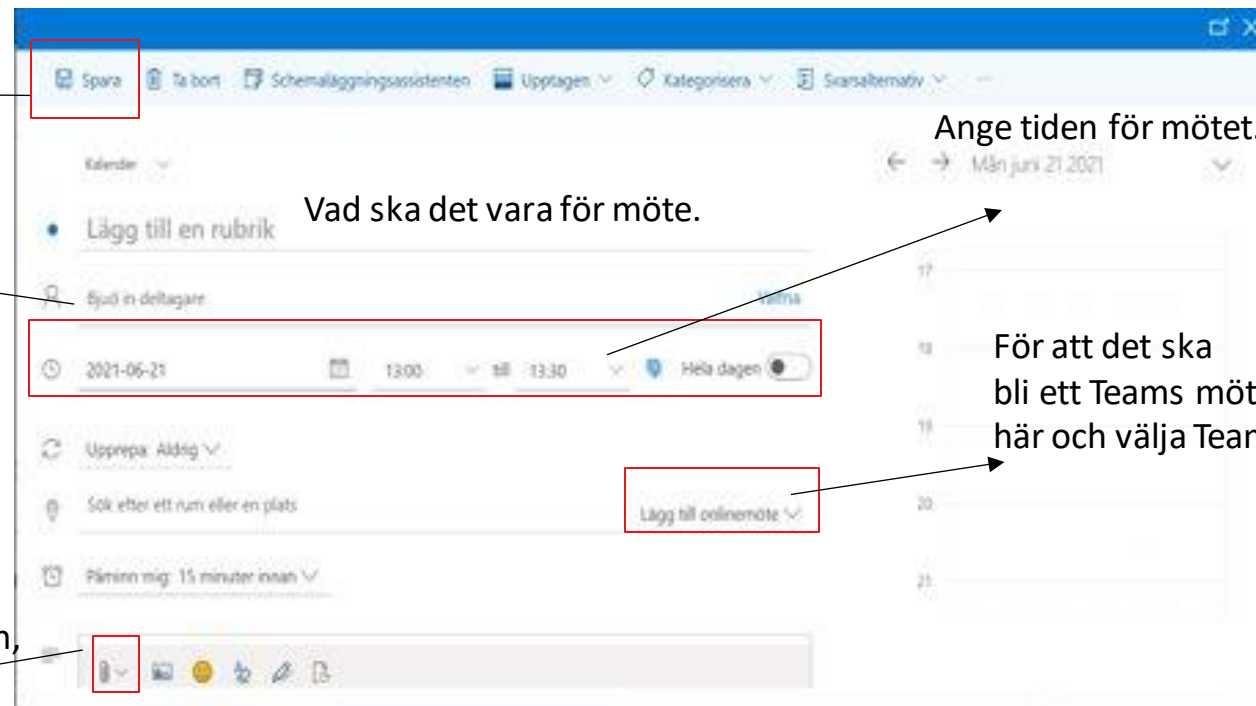 Spara Ta bort Schemaläggningsassistenten Upptagen Kategorisera Svarsalternativ
Ange tiden för mötet.
Kalender
Mån juni 21 2021
Vad ska det vara för möte.
Lägg till en rubrik
17
Bjud in deltagare
18
2021-06-21 13:00 till 13:30 Hela dagen
För att det ska
bli ett Teams möt
här och välja Tean
19
Upprepa: Aldrig
Sök efter ett rum eller en plats
Lägg till onlinemöte
20
Påminn mig: 15 minuter innan
21
n,